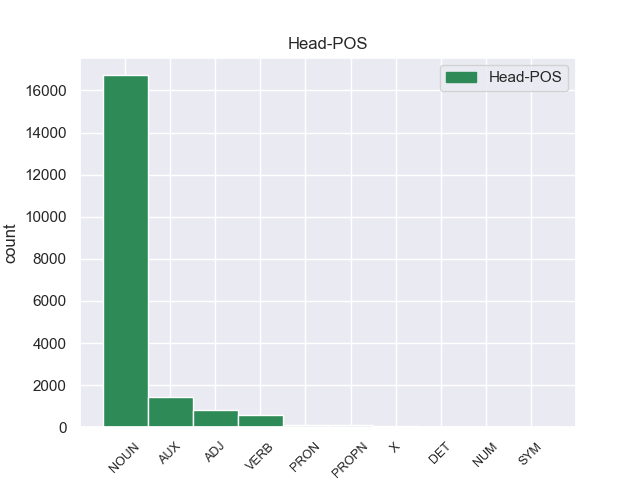 Head-POS
Head-POS
16000
14000
12000
10000
8000
6000
4000
2000
0
count
NOUN
AUX
ADJ
VERB
PRON
PROPN
X
DET
NUM
SYM